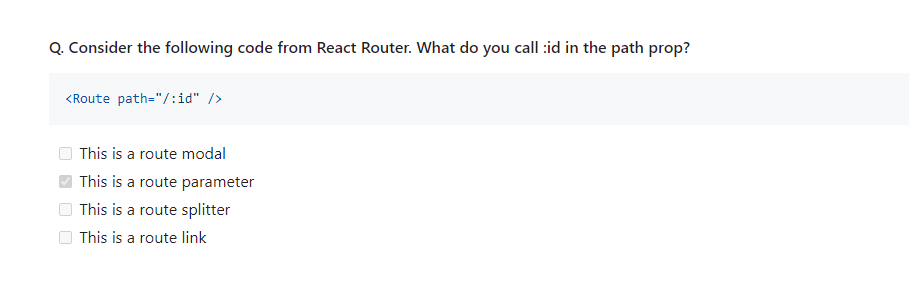 Q. Consider the following code from React Router. What do you call :id in the path prop?
<Route path="/:id" />
This is a route modal
This is a route parameter
This is a route splitter
This is a route link